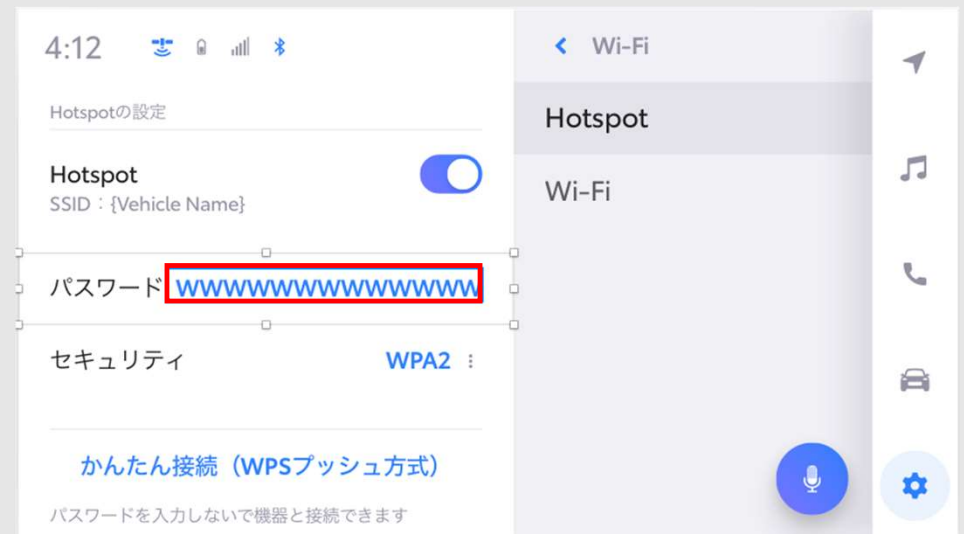 4:12
Hotspotの設定
Hotspot
SSID：{Vehicle Name}
パスワード WWWWWWWWWWWWW
セキュリティ WPA2
かんたん接続（WPSプッシュ方式）
パスワードを入力しないで機器と接続できます
Wi-Fi
Hotspot
Wi-Fi